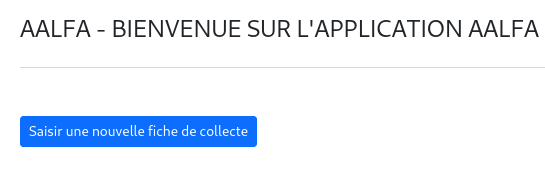 AALFA - BIENVENUE SUR L'APPLICATION AALFA
Saisir une nouvelle fiche de collecte